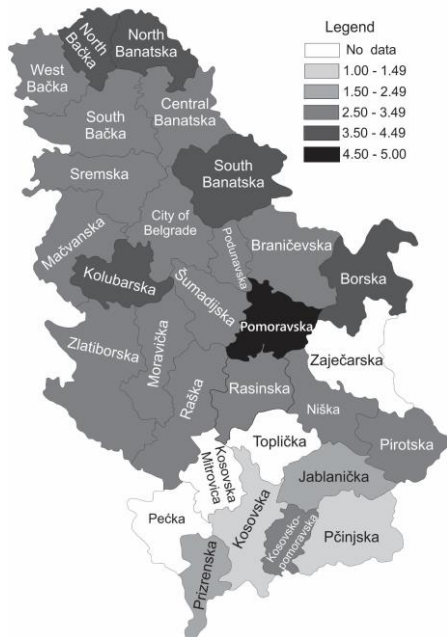 Legend
No data
1.00 - 1.49
1.50 - 2.49
2.50 - 3.49
3.50 - 4.49
4.50 - 5.00
North
Bačka
North
Banatska
West
Bačka
South
Bačka
Central
Banatska
Sremska
South
Banatska
City of
Belgrade
Mačvanska
Podunavska
Braničevska
Borska
Kolubarska
Šumadijska
Pomoravska
Zaječarska
Zlatiborska
Moravička
Raška
Rasinska
Niška
Pirotska
Toplička
Kosovska
Mitrovica
Jablanička
Pećka
Kosovska
Kosovsko-
pomoravska
Pčinjska
Prizrenska